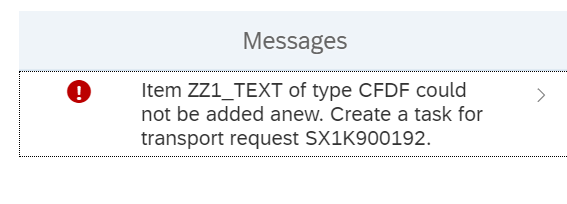 Messages
Item ZZ1_TEXT of type CFDF could
not be added anew. Create a task for
transport request SX1K900192.